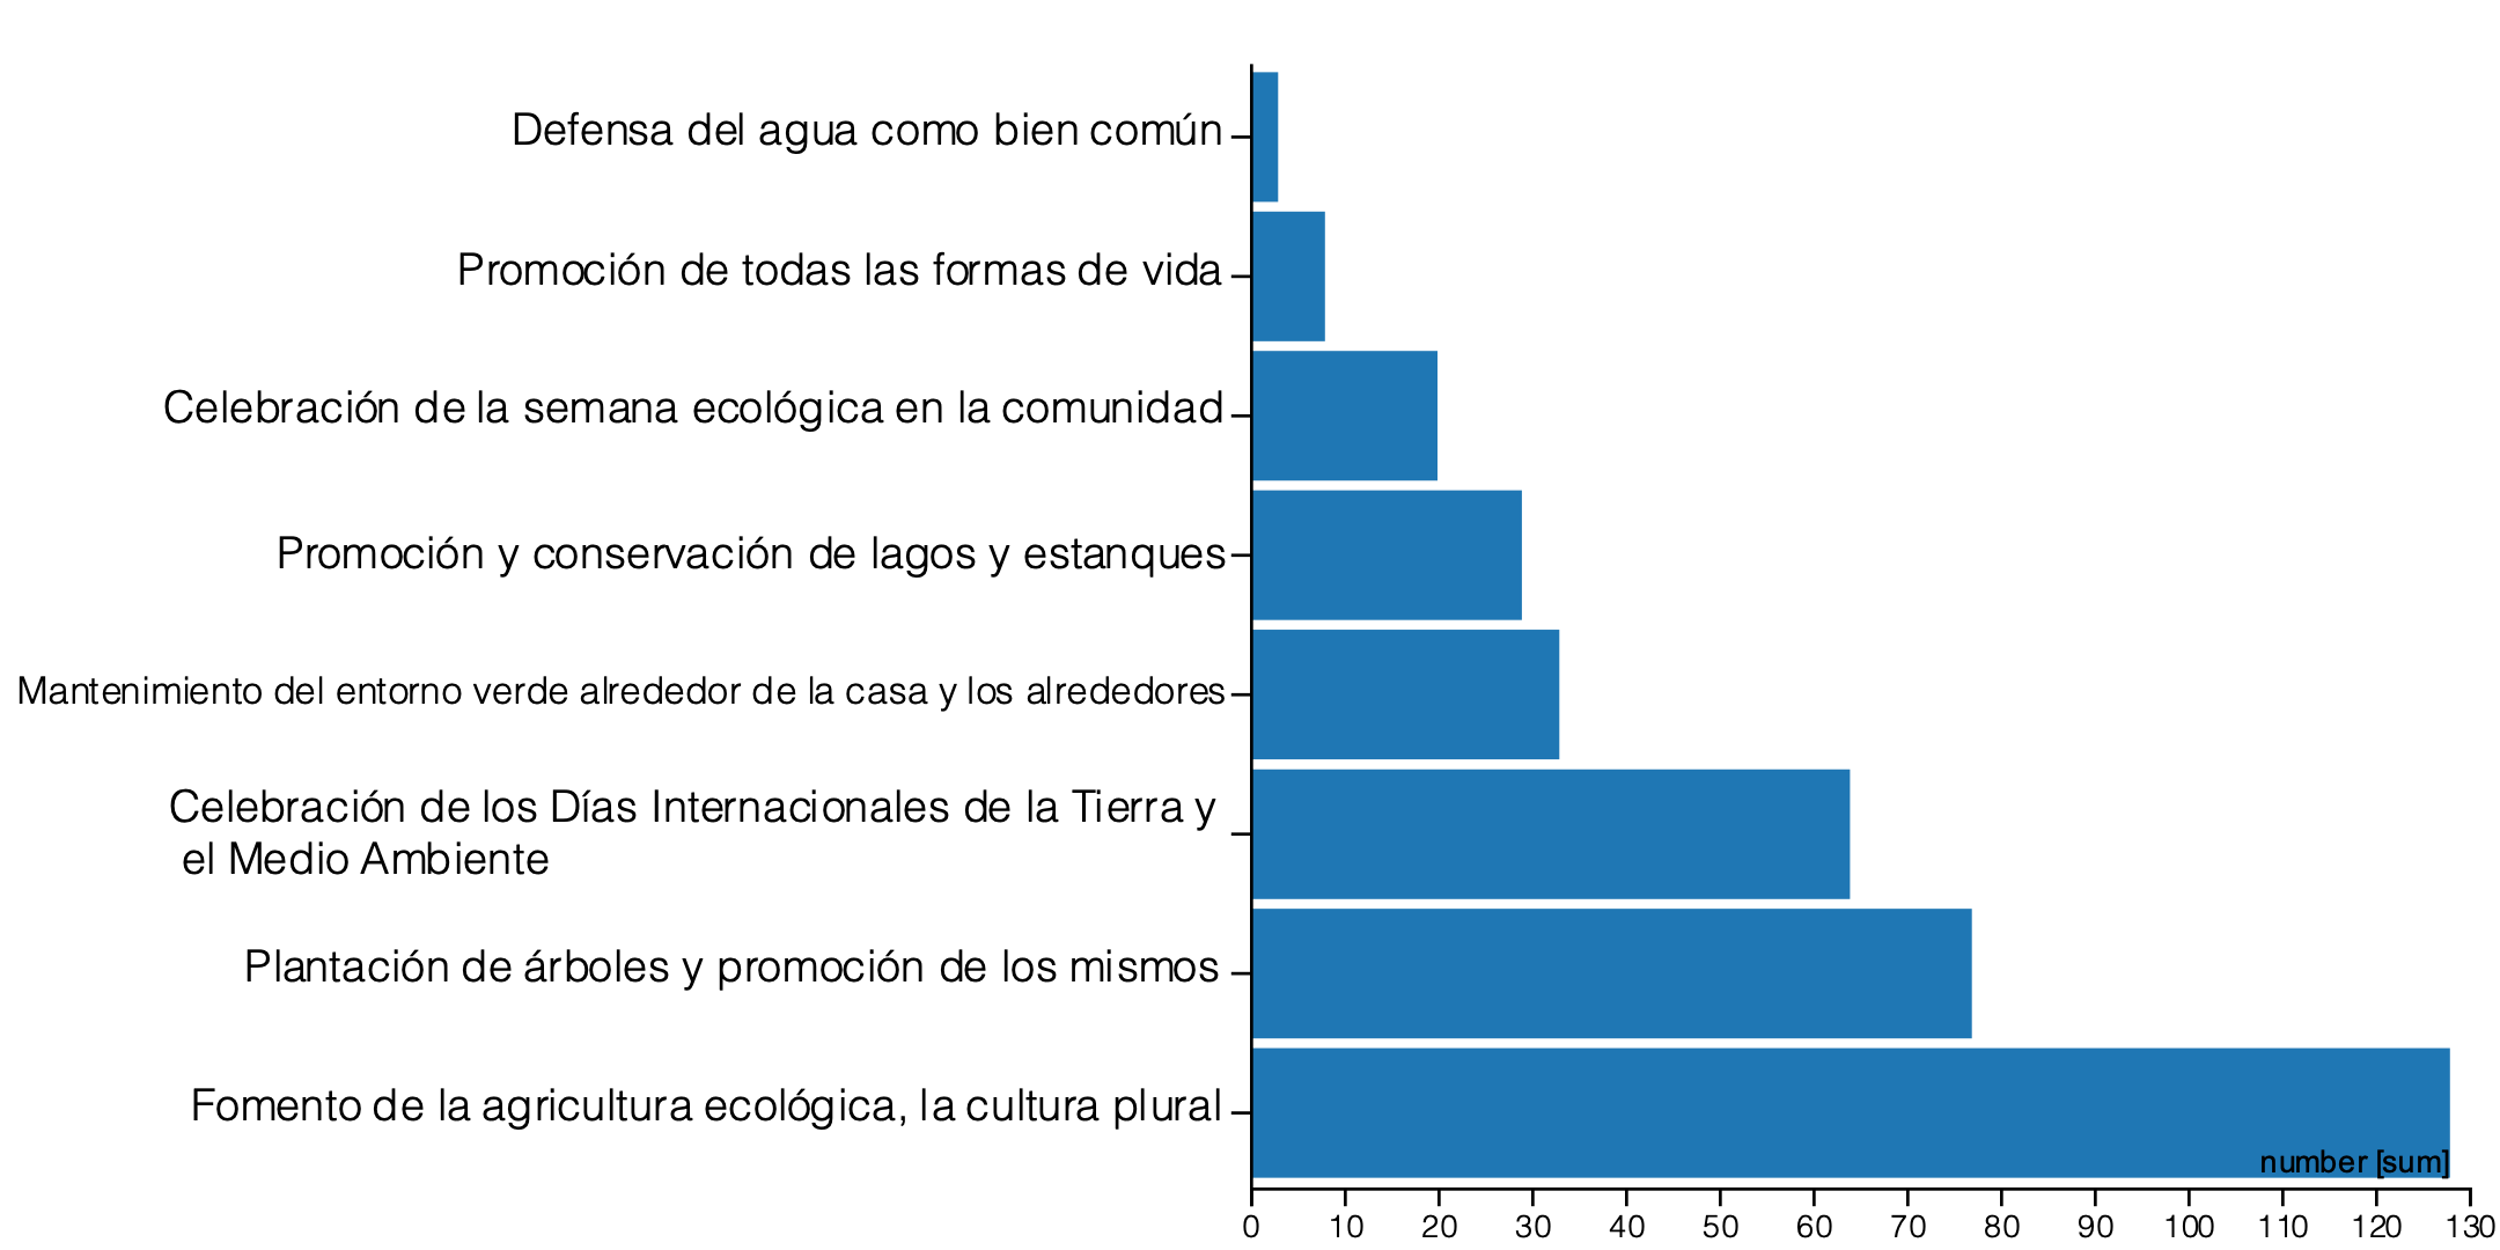 Defensa del agua como bien común
Promoción de todas las formas de vida
Celebración de la semana ecológica en la comunidad
Promoción y conservación de lagos y estanques
Mantenimiento del entorno verde alrededor de la casa y los alrededores
Celebración de los Días Internacionales de la Tierra y
el Medio Ambiente
Plantación de árboles y promoción de los mismos
Fomento de la agricultura ecológica, la cultura plural
number [sum]
0 10 20 30 40 50 60 70 80 90 100 110 120 130